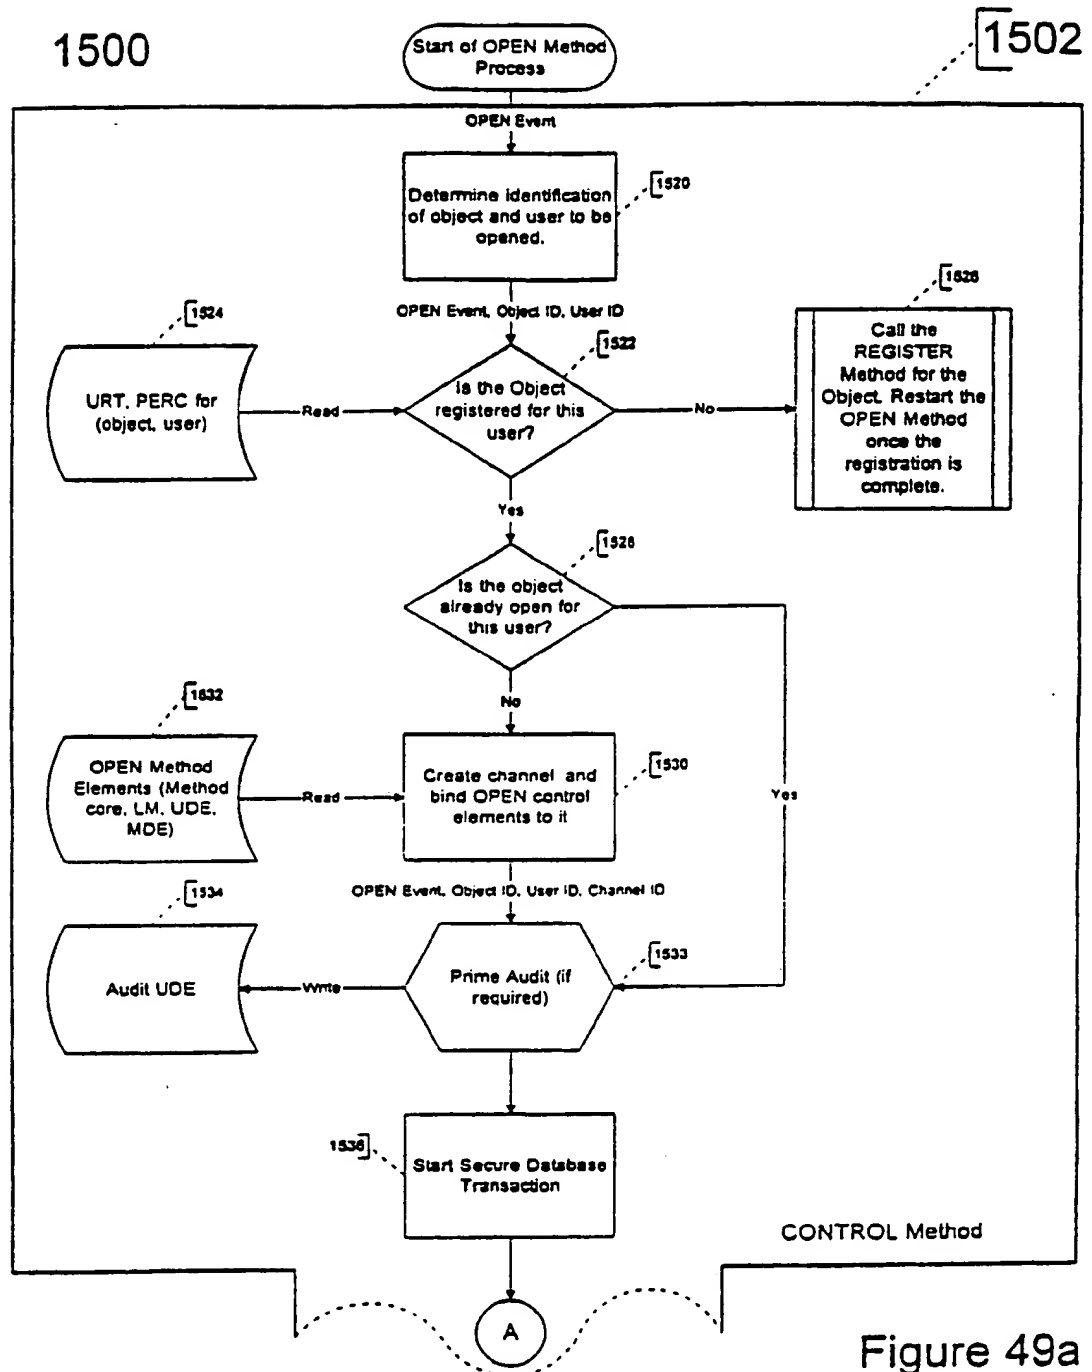 1500
Start of OPEN Method
Process
1502
OPEN Event
Determine identification
of object and user to be
opened.
1520
OPEN Event, Object ID, User ID
1524
URT, PERC for
(object, user)
Read
Is the Object
registered for this
user?
1522
No
1526
Call the
REGISTER
Method for the
Object. Restart the
OPEN Method
once the
registration is
complete.
Yes
Is the object
already open for
this user?
1528
No
Yes
1532
OPEN Method
Elements (Method
core, LM, UDE,
MDE)
Read
Create channel and
bind OPEN control
elements to it
1530
OPEN Event, Object ID, User ID, Channel ID
1534
Audit UDE
Write
Prime Audit (if
required)
1533
1536
Start Secure Database
Transaction
CONTROL Method
A
Figure 49a